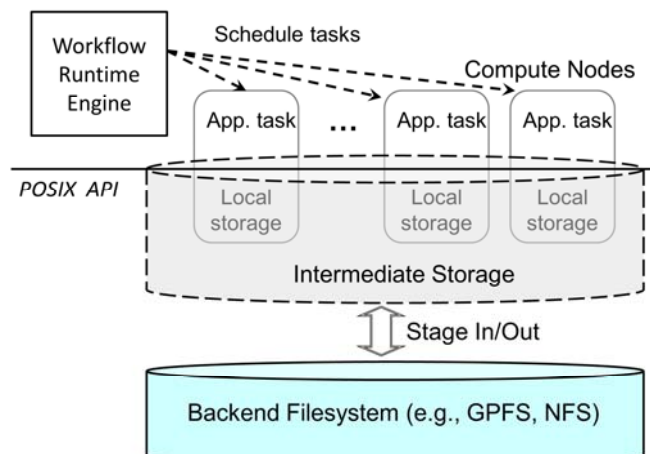 Schedule tasks
Workflow
Runtime
Engine
Compute Nodes
App. task
...
App. task
App. task
POSIX API
Local
storage
Local
storage
Local
storage
Intermediate Storage
Stage In/Out
Backend Filesystem (e.g., GPFS, NFS)